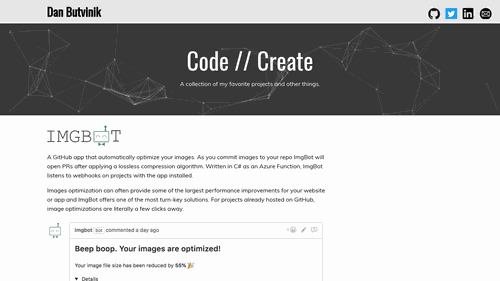 Dan Butvinik
Code // Create
A collection of my favorite projects and other things.
IMGBOT
A GitHub app that automatically optimize your images. As you commit images to your repo ImgBot will
open PRs after applying a lossless compression algorithm. Written in C# as an Azure Function, ImgBot
listens to webhooks on projects with the app installed.
Images optimization can often provide some of the largest performance improvements for your website
or app and ImgBot offers one of the most turn-key solutions. For projects already hosted on GitHub,
image optimizations are literally a few clicks away.
Imgbot bot commented a day ago
Beep boop. Your images are optimized!
Your image file size has been reduced by 55% 🎉
▼ Details